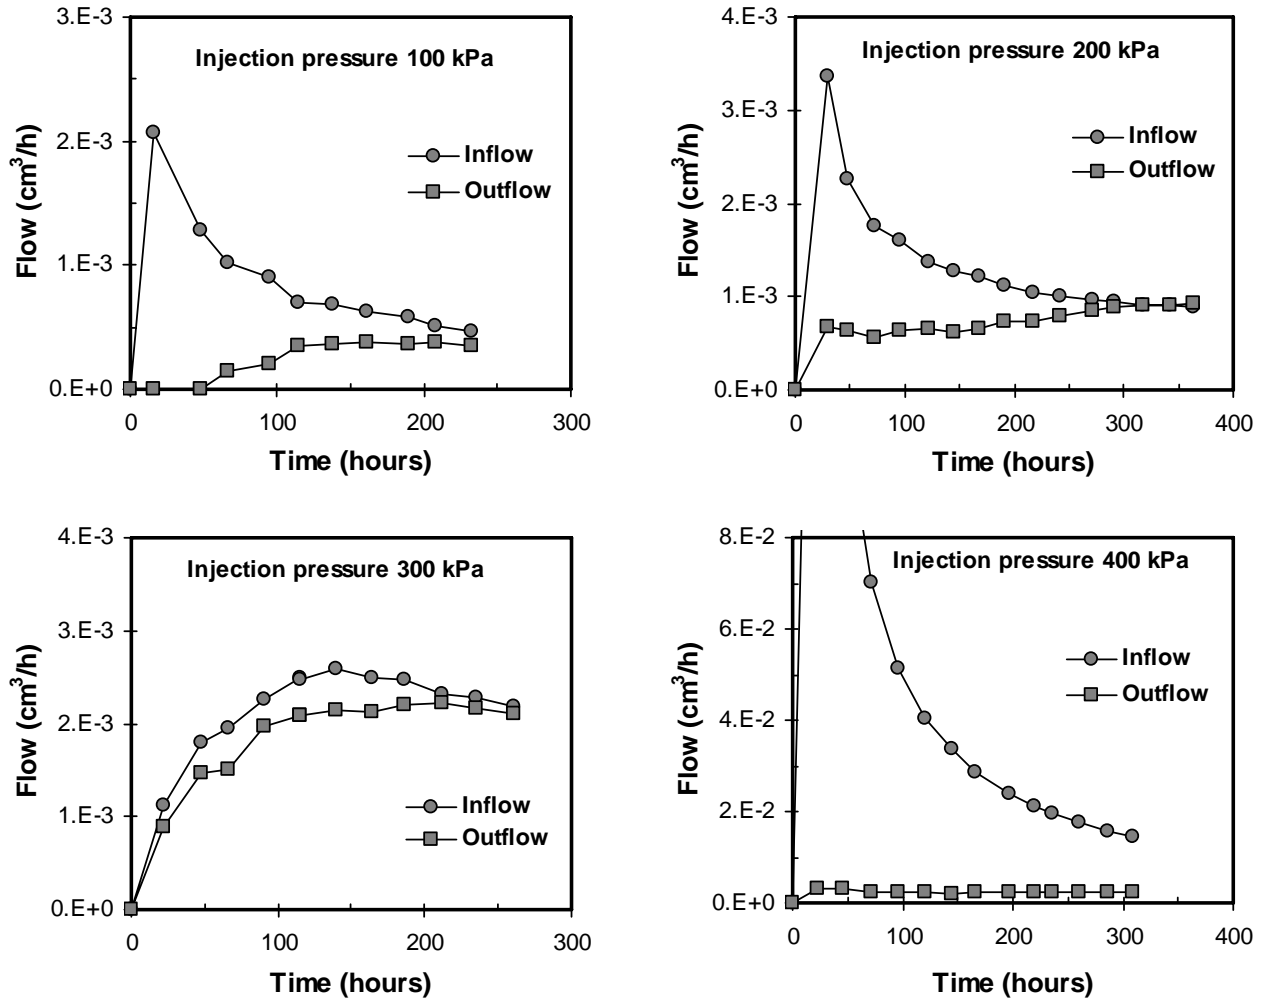 3.E-3
2.E-3
1.E-3
0.E+0
Flow (cm³/h)
Injection pressure 100 kPa
Inflow
Outflow
0 100 200 300
Time (hours)
4.E-3
3.E-3
2.E-3
1.E-3
0.E+0
Flow (cm³/h)
Injection pressure 200 kPa
Inflow
Outflow
0 100 200 300 400
Time (hours)
4.E-3
3.E-3
2.E-3
1.E-3
0.E+0
Flow (cm³/h)
Injection pressure 300 kPa
Inflow
Outflow
0 100 200 300
Time (hours)
8.E-2
6.E-2
4.E-2
2.E-2
0.E+0
Flow (cm³/h)
Injection pressure 400 kPa
Inflow
Outflow
0 100 200 300 400
Time (hours)